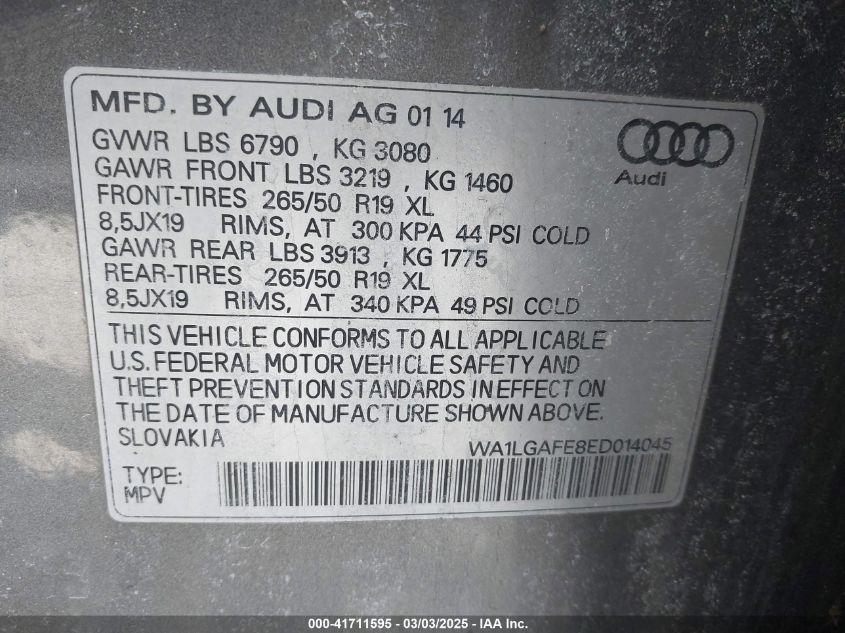 MFD. BY AUDI AG 01 14
GVWR LBS 6790 , KG 3080
GAWR FRONT LBS 3219 , KG 1460
FRONT-TIRES 265/50 R19 XL
8,5JX19 RIMS, AT 300 KPA 44 PSI COLD
GAWR REAR LBS 3913 , KG 1775
REAR-TIRES 265/50 R19 XL
8,5JX19 RIMS, AT 340 KPA 49 PSI COLD
Audi
THIS VEHICLE CONFORMS TO ALL APPLICABLE
U.S. FEDERAL MOTOR VEHICLE SAFETY AND
THEFT PREVENTION STANDARDS IN EFFECT ON
THE DATE OF MANUFACTURE SHOWN ABOVE.
SLOVAKIA
WA1LGAFE8ED014045
TYPE:
MPV
000-41711595 - 03/03/2025 - IAA Inc.